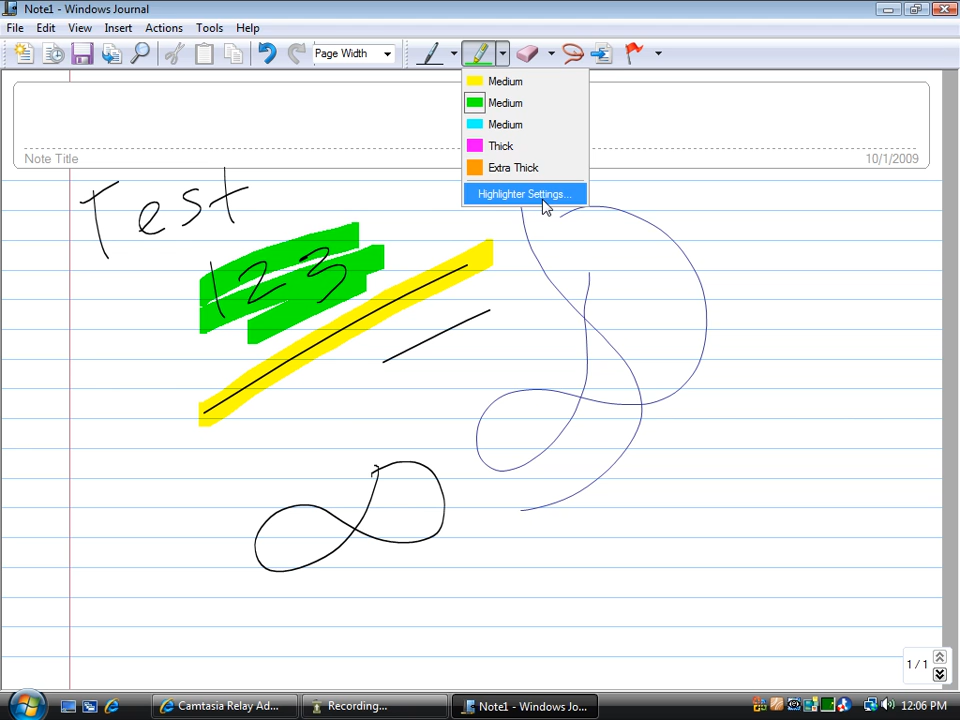 Note1 - Windows Journal
File Edit View Insert Actions Tools Help
Page Width
Medium
Medium
Medium
Thick
Extra Thick
Highlighter Settings...
Note Title 10/1/2009
Test
123
1 / 1
Camtasia Relay Ad...
Recording...
Note1 - Windows Jo...
12:06 PM